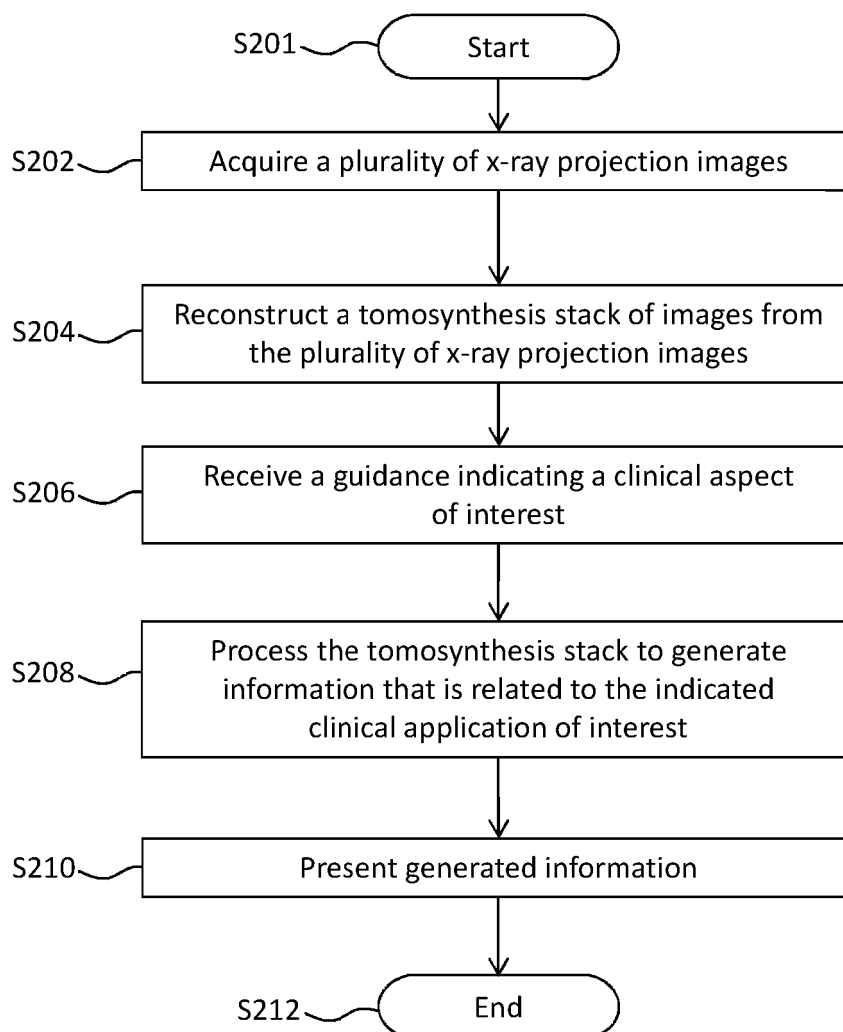 S201
Start
S202
Acquire a plurality of x-ray projection images
S204
Reconstruct a tomosynthesis stack of images from
the plurality of x-ray projection images
S206
Receive a guidance indicating a clinical aspect
of interest
S208
Process the tomosynthesis stack to generate
information that is related to the indicated
clinical application of interest
S210
Present generated information
S212
End